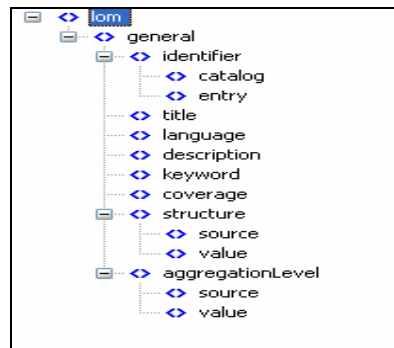 lom
general
identifier
catalog
entry
title
language
description
keyword
coverage
structure
source
value
aggregationLevel
source
value